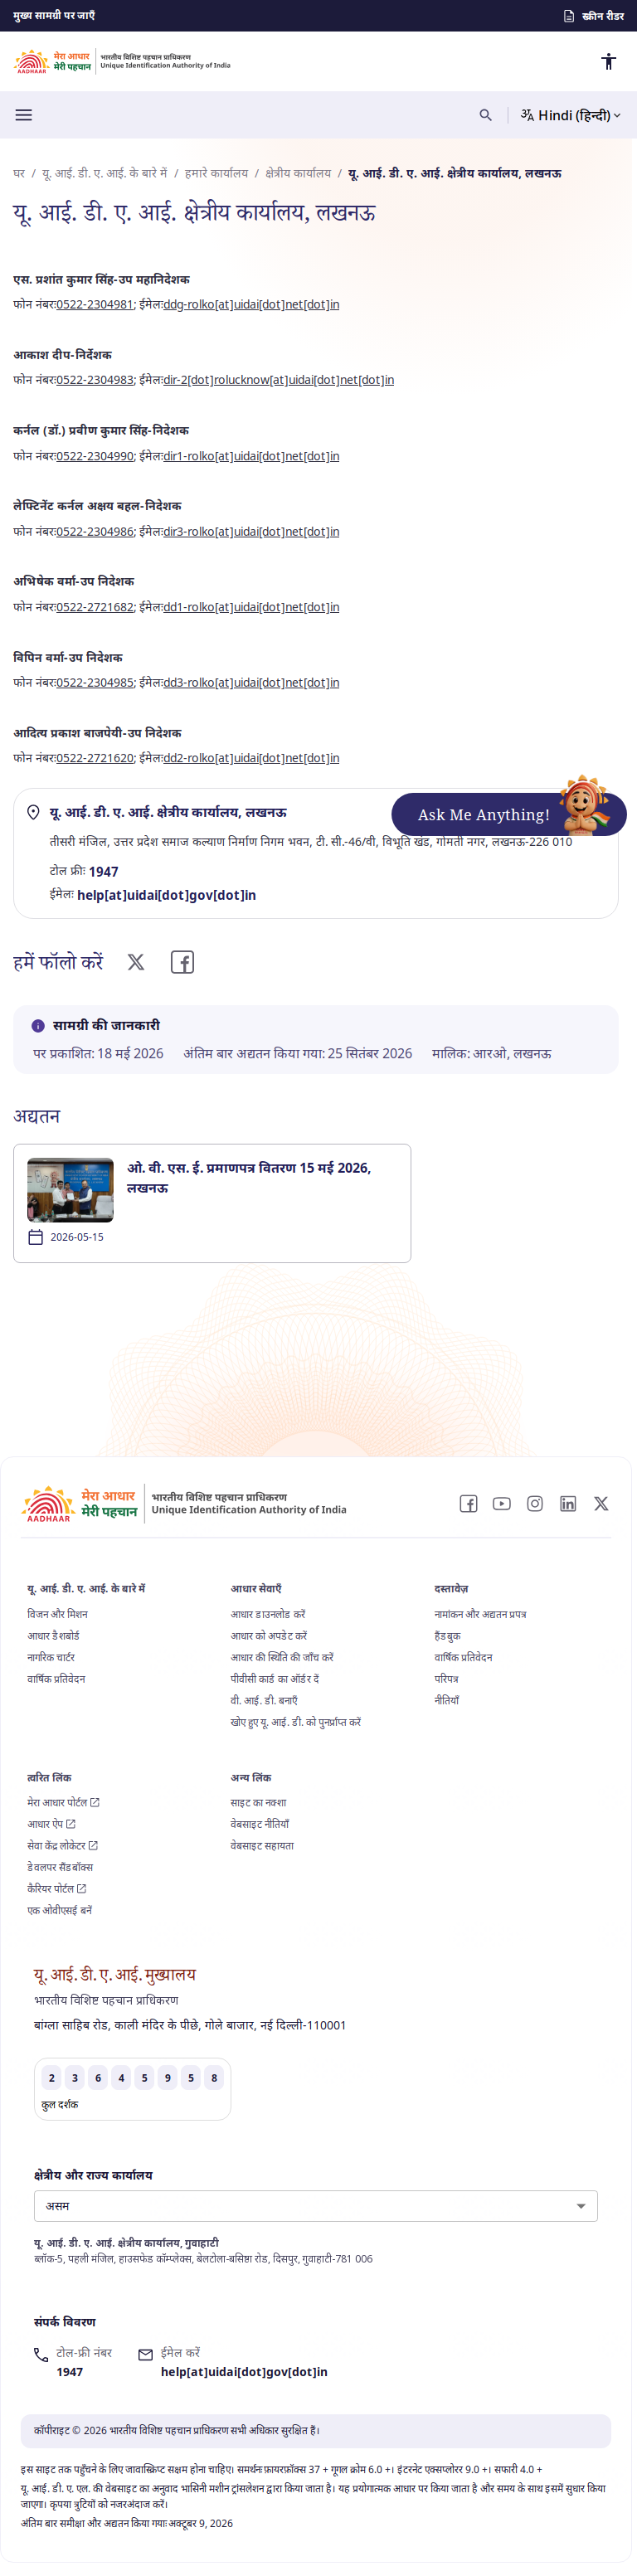 मुख्य सामग्री पर जाएँ
स्क्रीन रीडर
मेरा आधार
मेरी पहचान
AADHAAR
भारतीय विशिष्ट पहचान प्राधिकरण
Unique Identification Authority of India
Hindi (हिन्दी)
घर / यू. आई. डी. ए. आई. के बारे में / हमारे कार्यालय / क्षेत्रीय कार्यालय / यू. आई. डी. ए. आई. क्षेत्रीय कार्यालय, लखनऊ
यू. आई. डी. ए. आई. क्षेत्रीय कार्यालय, लखनऊ
एस. प्रशांत कुमार सिंह-उप महानिदेशक
फोन नंबरः0522-2304981; ईमेलःddg-rolko[at]uidai[dot]net[dot]in
आकाश दीप-निर्देशक
फोन नंबरः0522-2304983; ईमेलःdir-2[dot]rolucknow[at]uidai[dot]net[dot]in
कर्नल (डॉ.) प्रवीण कुमार सिंह-निदेशक
फोन नंबरः0522-2304990; ईमेलःdir1-rolko[at]uidai[dot]net[dot]in
लेफ्टिनेंट कर्नल अक्षय बहल-निदेशक
फोन नंबरः0522-2304986; ईमेलःdir3-rolko[at]uidai[dot]net[dot]in
अभिषेक वर्मा-उप निदेशक
फोन नंबरः0522-2721682; ईमेलःdd1-rolko[at]uidai[dot]net[dot]in
विपिन वर्मा-उप निदेशक
फोन नंबरः0522-2304985; ईमेलःdd3-rolko[at]uidai[dot]net[dot]in
आदित्य प्रकाश बाजपेयी-उप निदेशक
फोन नंबरः0522-2721620; ईमेलःdd2-rolko[at]uidai[dot]net[dot]in
यू. आई. डी. ए. आई. क्षेत्रीय कार्यालय, लखनऊ
Ask Me Anything!
तीसरी मंजिल, उत्तर प्रदेश समाज कल्याण निर्माण निगम भवन, टी. सी.-46/वी, विभूति खंड, गोमती नगर, लखनऊ-226 010
टोल फ्रीः 1947
ईमेलः help[at]uidai[dot]gov[dot]in
हमें फॉलो करें
सामग्री की जानकारी
पर प्रकाशित: 18 मई 2026 अंतिम बार अद्यतन किया गया: 25 सितंबर 2026 मालिक: आरओ, लखनऊ
अद्यतन
ओ. वी. एस. ई. प्रमाणपत्र वितरण 15 मई 2026, लखनऊ
2026-05-15
मेरा आधार
मेरी पहचान
AADHAAR
भारतीय विशिष्ट पहचान प्राधिकरण
Unique Identification Authority of India
यू. आई. डी. ए. आई. के बारे में
विजन और मिशन
आधार डैशबोर्ड
नागरिक चार्टर
वार्षिक प्रतिवेदन
आधार सेवाएँ
आधार डाउनलोड करें
आधार को अपडेट करें
आधार की स्थिति की जाँच करें
पीवीसी कार्ड का ऑर्डर दें
वी. आई. डी. बनाएँ
खोए हुए यू. आई. डी. को पुनर्प्राप्त करें
दस्तावेज़
नामांकन और अद्यतन प्रपत्र
हैंडबुक
वार्षिक प्रतिवेदन
परिपत्र
नीतियाँ
त्वरित लिंक
मेरा आधार पोर्टल
आधार ऐप
सेवा केंद्र लोकेटर
डेवलपर सैंडबॉक्स
कैरियर पोर्टल
एक ओवीएसई बनें
अन्य लिंक
साइट का नक्शा
वेबसाइट नीतियाँ
वेबसाइट सहायता
यू. आई. डी. ए. आई. मुख्यालय
भारतीय विशिष्ट पहचान प्राधिकरण
बांग्ला साहिब रोड, काली मंदिर के पीछे, गोले बाजार, नई दिल्ली-110001
2 3 6 4 5 9 5 8
कुल दर्शक
क्षेत्रीय और राज्य कार्यालय
असम
यू. आई. डी. ए. आई. क्षेत्रीय कार्यालय, गुवाहाटी
ब्लॉक-5, पहली मंजिल, हाउसफेड कॉम्प्लेक्स, बेलटोला-बसिष्ठा रोड, दिसपुर, गुवाहाटी-781 006
संपर्क विवरण
टोल-फ्री नंबर
1947
ईमेल करें
help[at]uidai[dot]gov[dot]in
कॉपीराइट © 2026 भारतीय विशिष्ट पहचान प्राधिकरण सभी अधिकार सुरक्षित हैं।
इस साइट तक पहुँचने के लिए जावास्क्रिप्ट सक्षम होना चाहिए। समर्थनः फ़ायरफ़ॉक्स 37 + गूगल क्रोम 6.0 +। इंटरनेट एक्सप्लोरर 9.0 +। सफारी 4.0 +
यू. आई. डी. ए. एल. की वेबसाइट का अनुवाद भासिनी मशीन ट्रांसलेशन द्वारा किया जाता है। यह प्रयोगात्मक आधार पर किया जाता है और समय के साथ इसमें सुधार किया
जाएगा। कृपया त्रुटियों को नजरअंदाज करें।
अंतिम बार समीक्षा और अद्यतन किया गयाः अक्टूबर 9, 2026